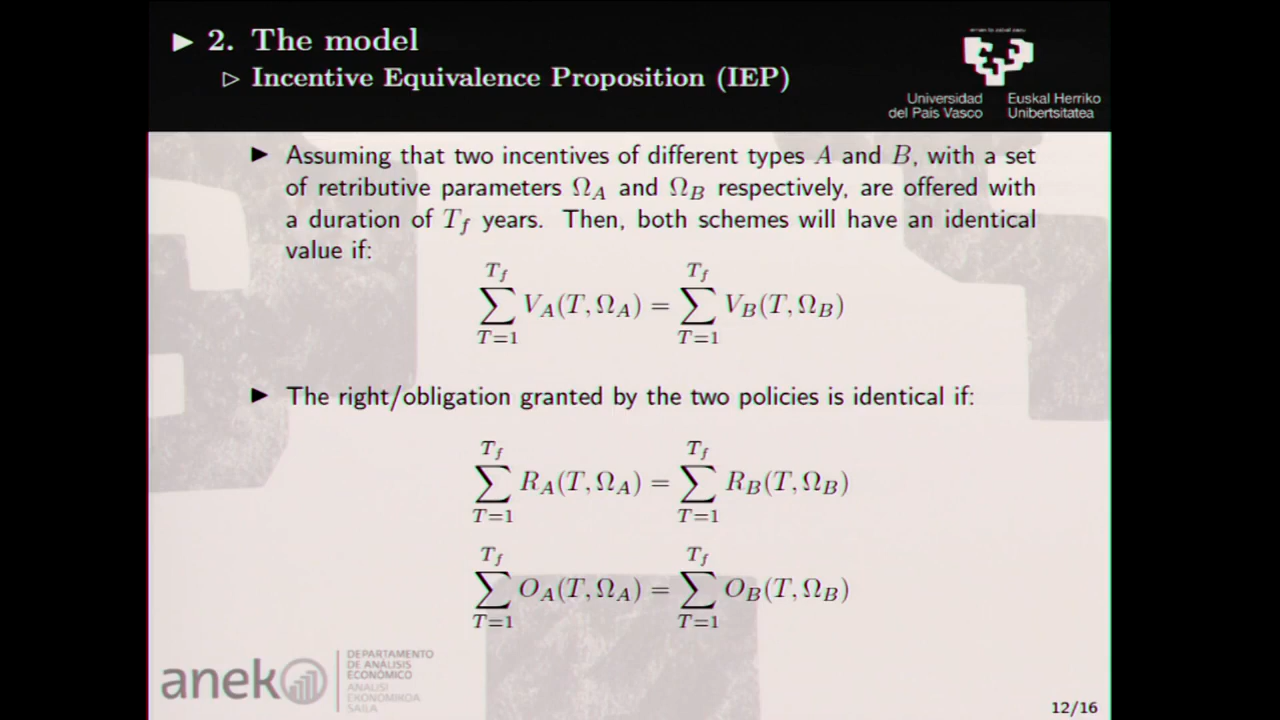 ▶ 2. The model
▷ Incentive Equivalence Proposition (IEP)
Universidad del País Vasco
Euskal Herriko Unibertsitatea
▶ Assuming that two incentives of different types A and B, with a set
of retributive parameters Ω_A and Ω_B respectively, are offered with
a duration of T_f years. Then, both schemes will have an identical
value if:
∑_{T=1}^{T_f} V_A(T, Ω_A) = ∑_{T=1}^{T_f} V_B(T, Ω_B)
▶ The right/obligation granted by the two policies is identical if:
∑_{T=1}^{T_f} R_A(T, Ω_A) = ∑_{T=1}^{T_f} R_B(T, Ω_B)
∑_{T=1}^{T_f} O_A(T, Ω_A) = ∑_{T=1}^{T_f} O_B(T, Ω_B)
aneko
DEPARTAMENTO
DE ANÁLISIS
ECONÓMICO
ANALISI
EKONOMIKOA
SAILA
12/16